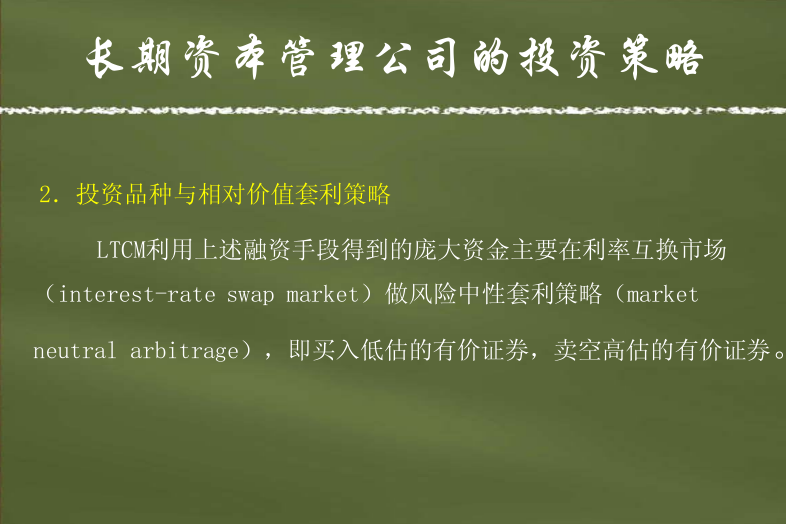 长期资本管理公司的投资策略
2. 投资品种与相对价值套利策略
LTCM利用上述融资手段得到的庞大资金主要在利率互换市场
（interest-rate swap market）做风险中性套利策略（market
neutral arbitrage），即买入低估的有价证券，卖空高估的有价证券。